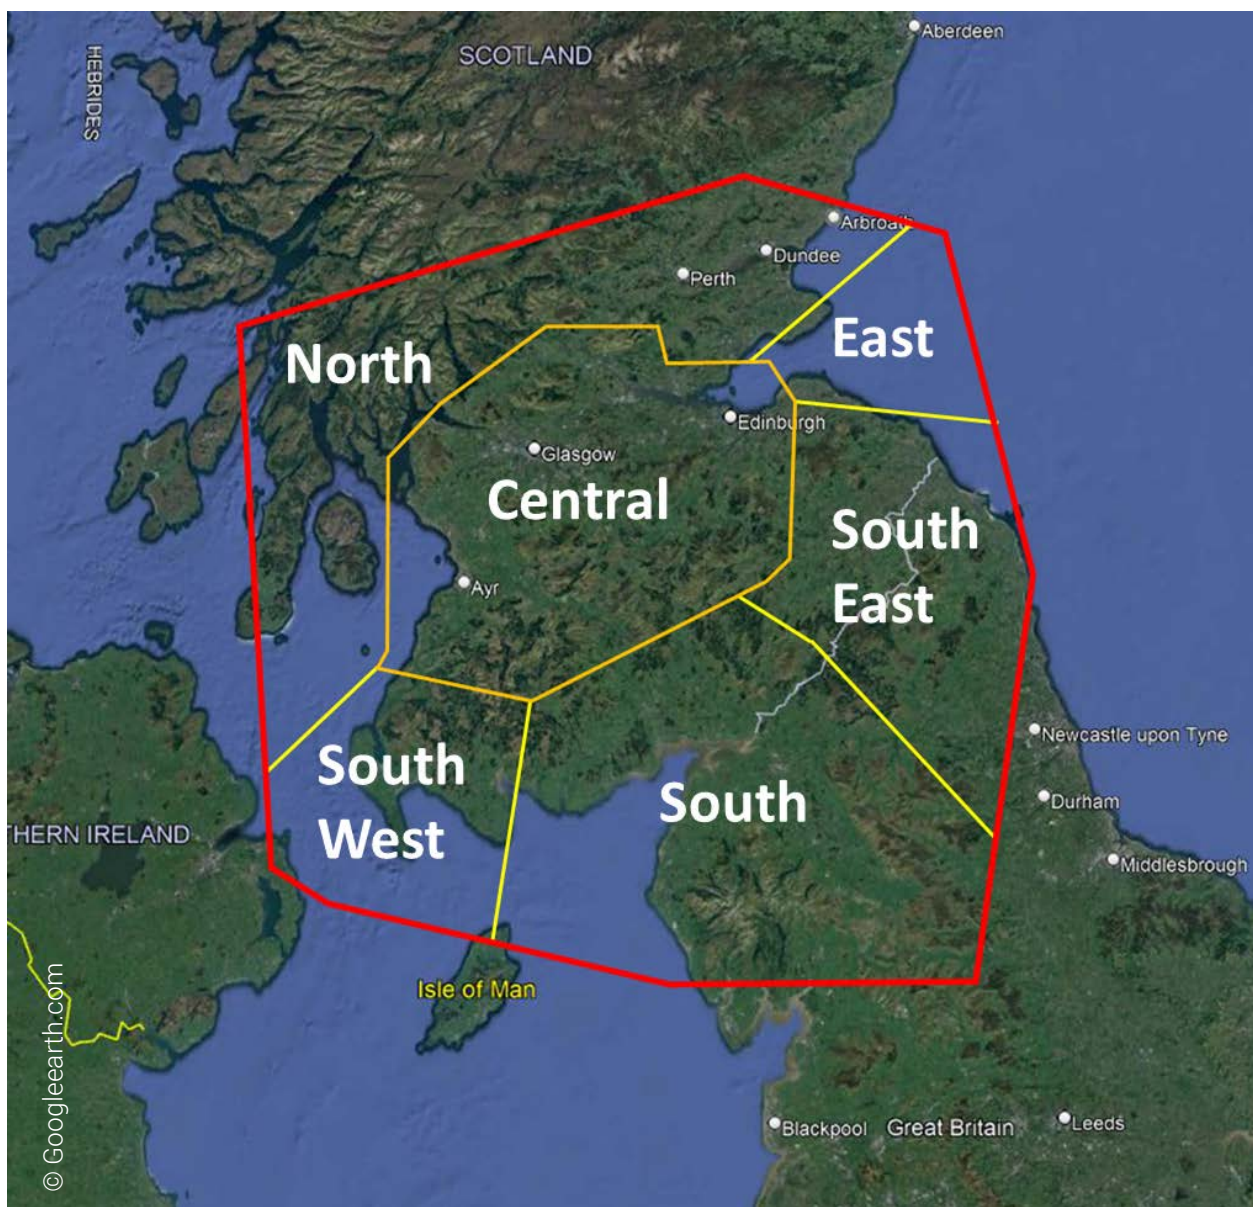 Aberdeen
SCOTLAND
HEBRIDES
Arbroath
Dundee
Perth
East
North
Edinburgh
Glasgow
Central
South
East
Ayr
Newcastle upon Tyne
South
West
South
Durham
THERN IRELAND
Middlesbrough
Isle of Man
© Googleearth.com
Blackpool
Great Britain
Leeds